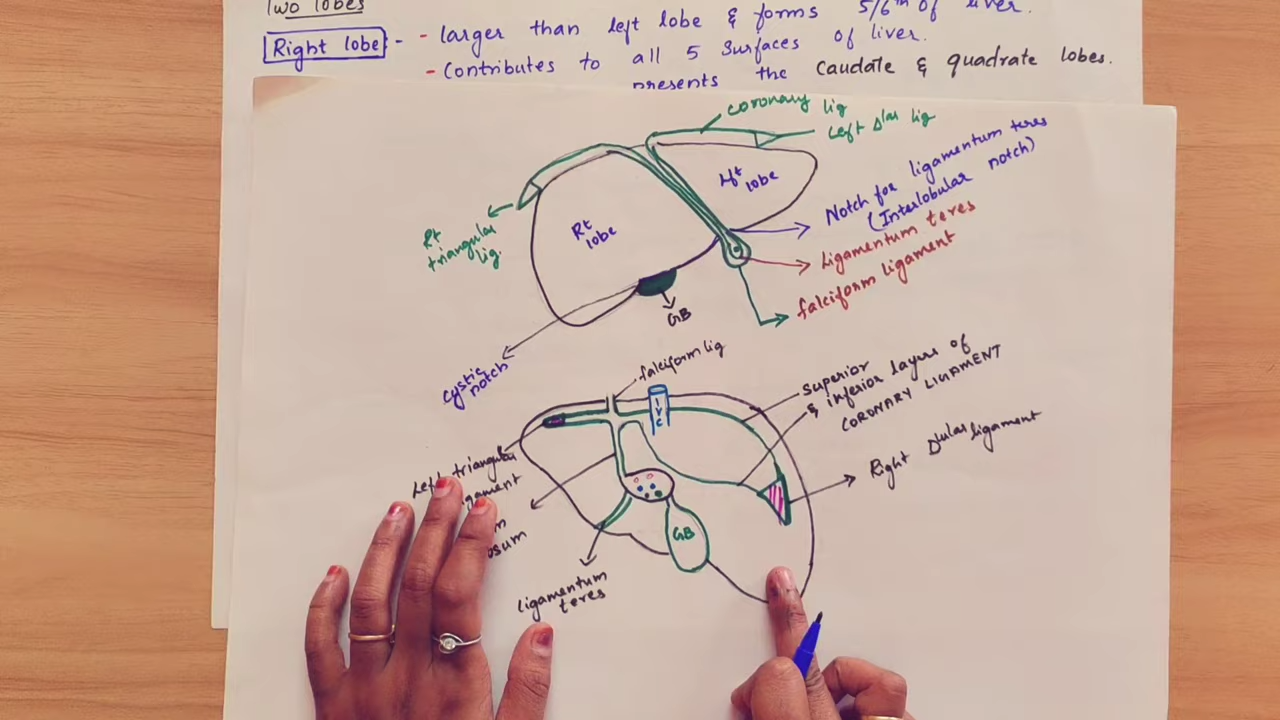 Two lobes
Right lobe - - larger than left lobe & forms 5/6th of liver.
- Contributes to all 5 surfaces of liver.
presents the caudate & quadrate lobes.
coronary lig
Left Δlar lig
Notch for ligamentum teres
(Interlobular notch)
Ligamentum teres
falciform ligament
Rt
triangular
lig.
Rt
lobe
lft
lobe
GB
cystic
notch
falciform lig
IVC
superior
& inferior layers of
CORONARY LIGAMENT
Right Δular ligament
Left triangular
GB
ligamentum
teres